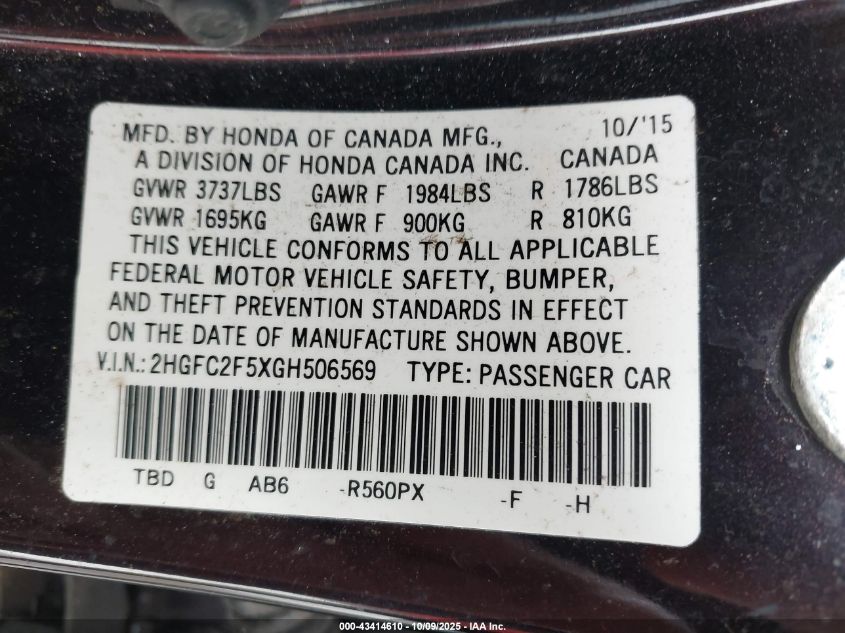 MFD. BY HONDA OF CANADA MFG., 10/'15
A DIVISION OF HONDA CANADA INC. CANADA
GVWR 3737LBS GAWR F 1984LBS R 1786LBS
GVWR 1695KG GAWR F 900KG R 810KG
THIS VEHICLE CONFORMS TO ALL APPLICABLE
FEDERAL MOTOR VEHICLE SAFETY, BUMPER,
AND THEFT PREVENTION STANDARDS IN EFFECT
ON THE DATE OF MANUFACTURE SHOWN ABOVE.
V.I.N.: 2HGFC2F5XGH506569 TYPE: PASSENGER CAR
TBD G AB6 -R560PX -F -H
000-43414610 - 10/09/2025 - IAA Inc.